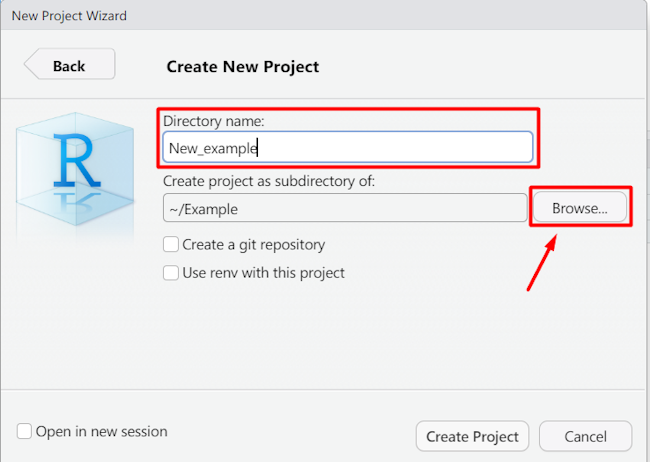 New Project Wizard
Back
Create New Project
R
Directory name:
New_example
Create project as subdirectory of:
~/Example
Browse...
Create a git repository
Use renv with this project
Open in new session
Create Project
Cancel